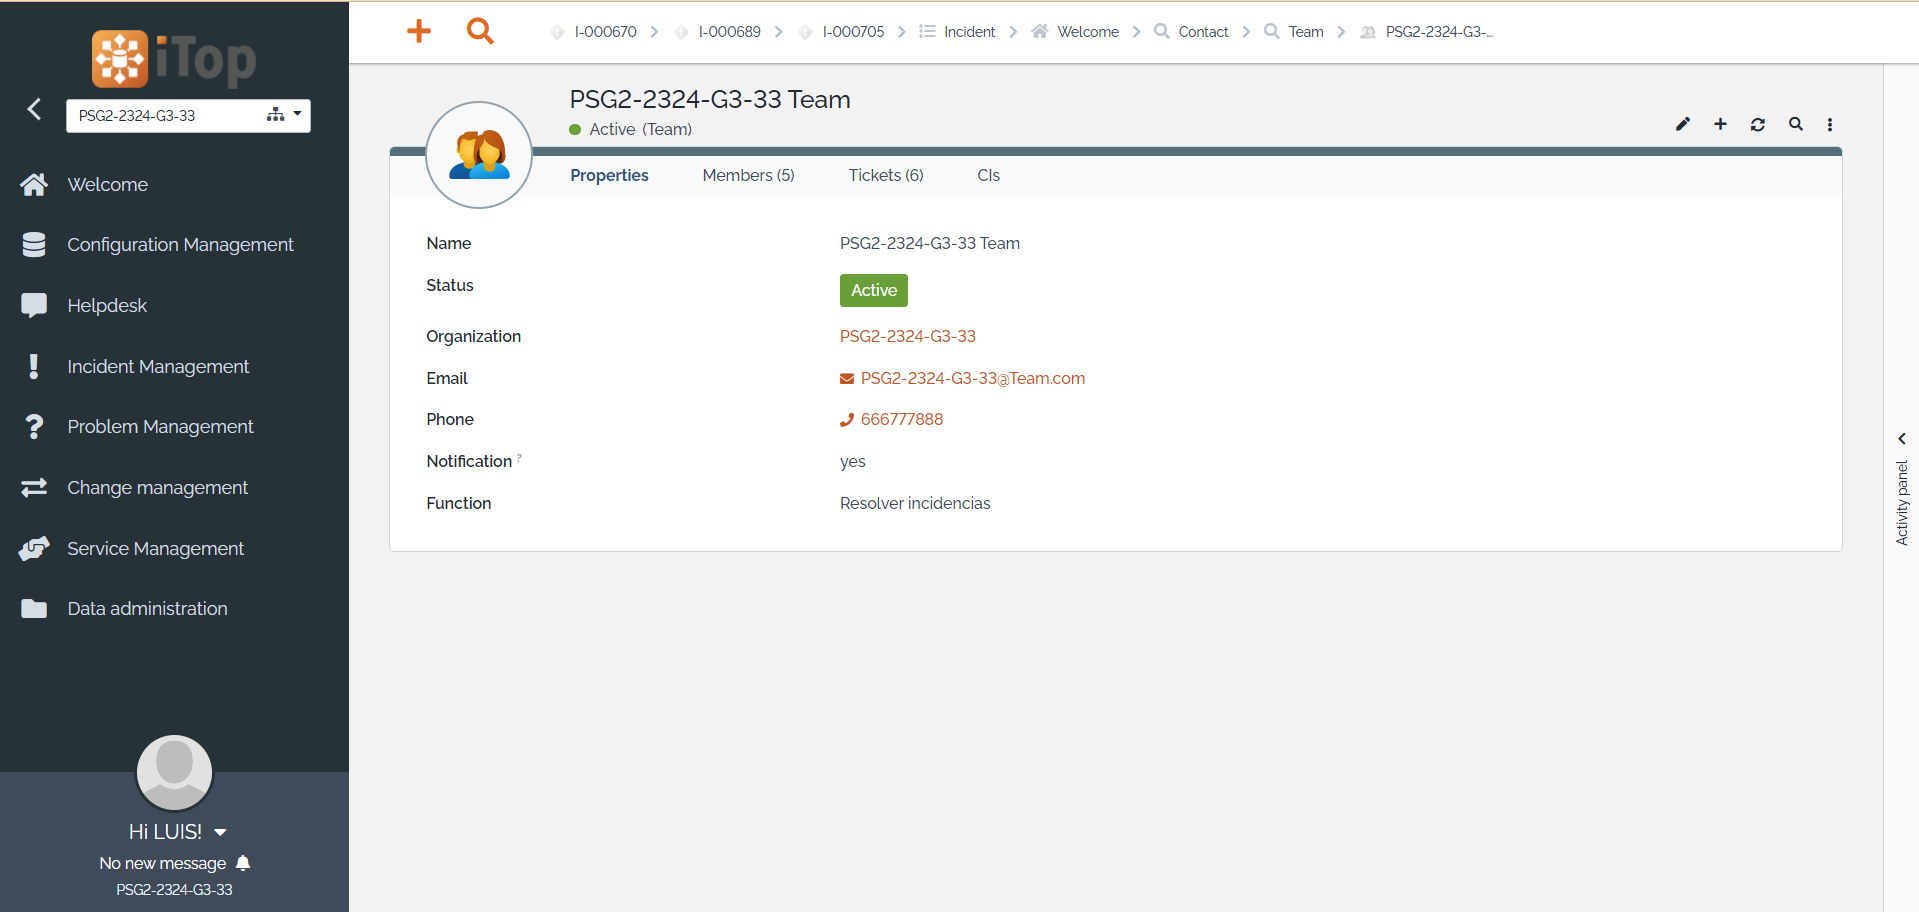 iTop
PSG2-2324-G3-33
Welcome
Configuration Management
Helpdesk
Incident Management
Problem Management
Change management
Service Management
Data administration
Hi LUIS!
No new message
PSG2-2324-G3-33
I-000670
I-000689
I-000705
Incident
Welcome
Contact
Team
PSG2-2324-G3-...
PSG2-2324-G3-33 Team
Active (Team)
Properties Members (5) Tickets (6) CIs
Name PSG2-2324-G3-33 Team
Status Active
Organization PSG2-2324-G3-33
Email PSG2-2324-G3-33@Team.com
Phone 666777888
Notification ? yes
Function Resolver incidencias
Activity panel